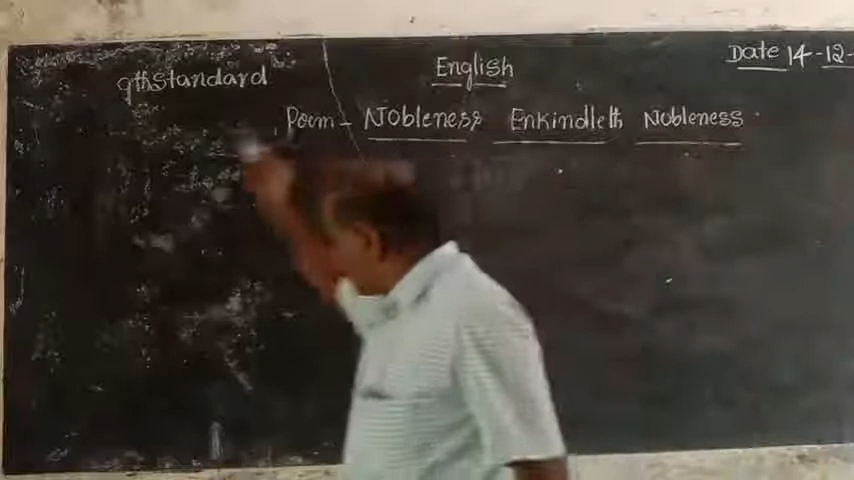 9thstandard
English
Date 14-12-
Poem - Nobleness Enkindleth Nobleness